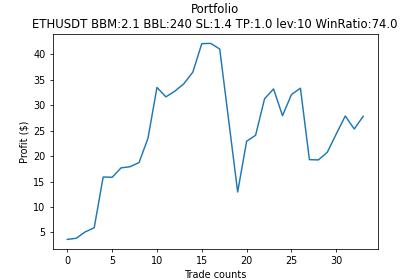 Portfolio
ETHUSDT BBM:2.1 BBL:240 SL:1.4 TP:1.0 lev:10 WinRatio:74.0
Profit ($)
40
35
30
25
20
15
10
5
0 5 10 15 20 25 30
Trade counts